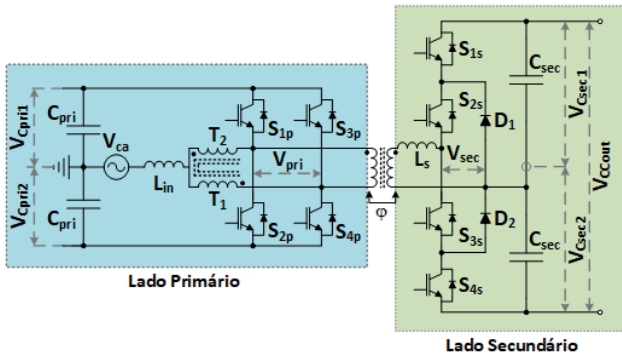 S1s
Csec
VCsec1
S2s
D1
VCpri1
Cpri
T2
S1p
S3p
Vca
Vpri
Ls
Vsec
VCCout
Lin
VCpri2
Cpri
T1
φ
S2p
S4p
S3s
D2
Csec
VCsec2
S4s
Lado Primário
Lado Secundário